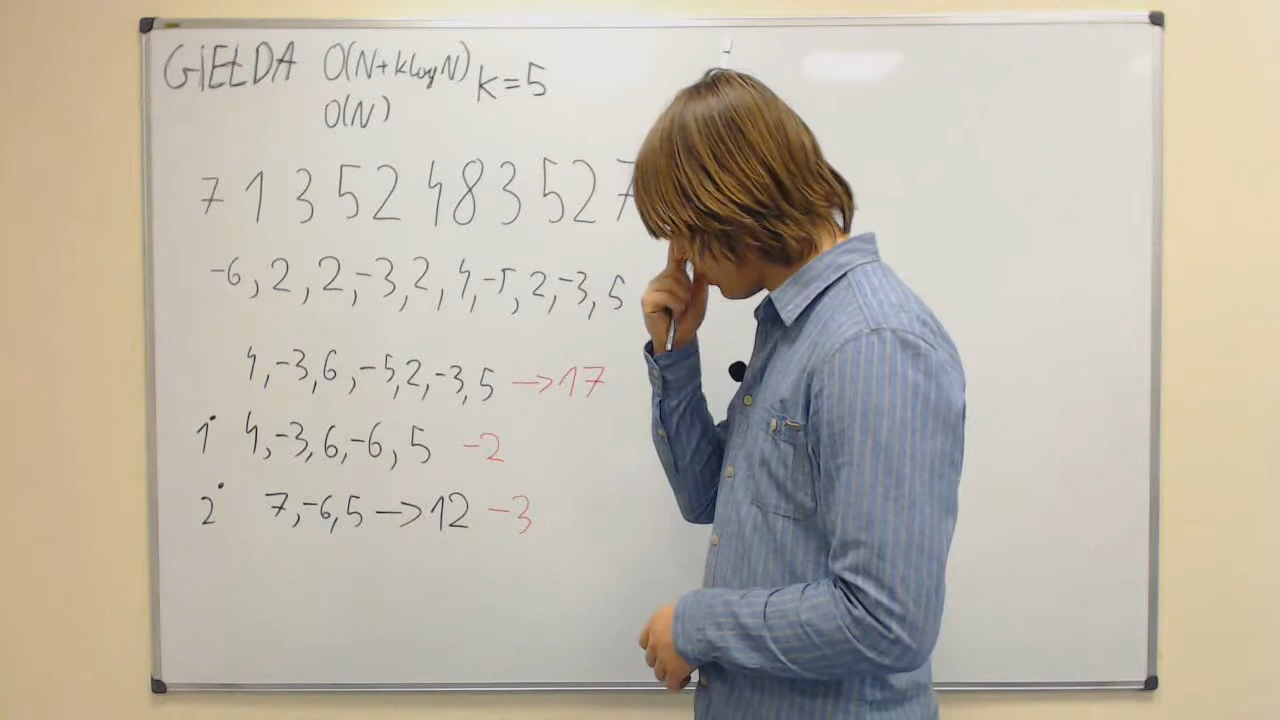 GIEŁDA O(N+klogN) k=5
O(N)
7 1 3 5 2 4 8 3 5 2 7
-6, 2, 2, -3, 2, 4, -5, 2, -3, 5
4, -3, 6, -5, 2, -3, 5 → 17
1° 4, -3, 6, -6, 5 -2
2° 7, -6, 5 → 12 -3